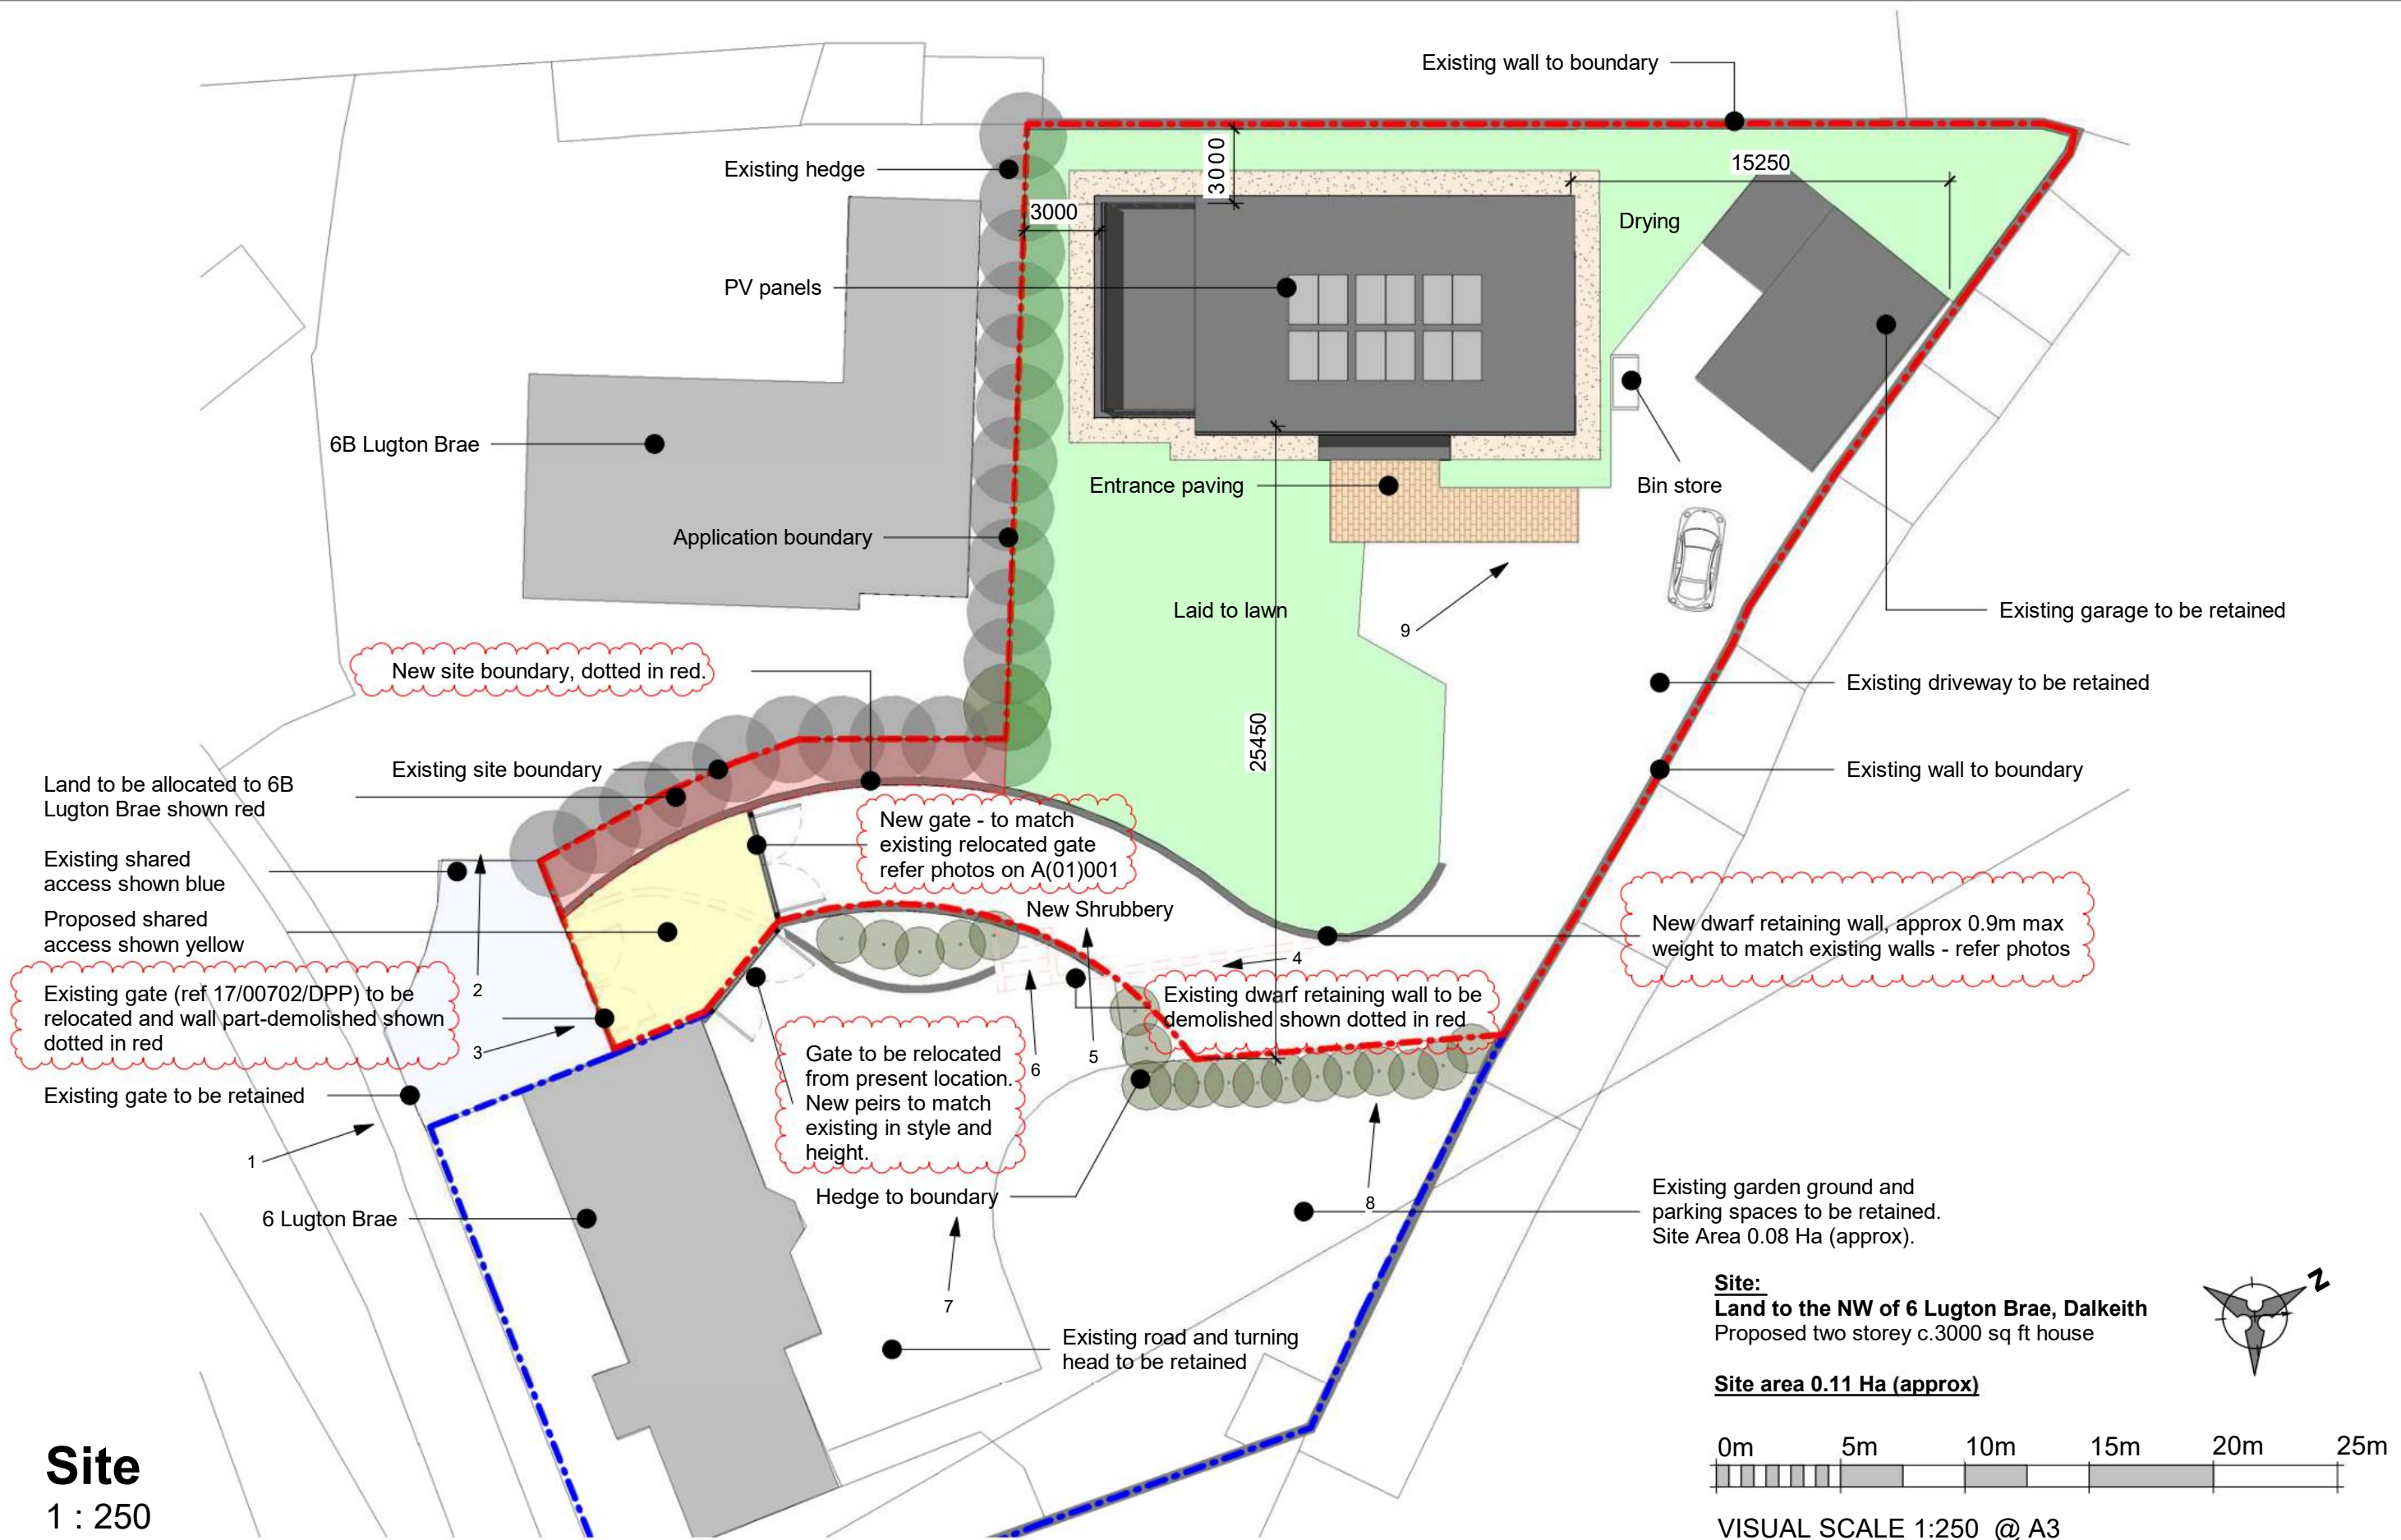 Existing wall to boundary
Existing hedge
3000
3000
15250
Drying
PV panels
6B Lugton Brae
Entrance paving
Bin store
Application boundary
Laid to lawn
9
Existing garage to be retained
New site boundary, dotted in red.
Existing driveway to be retained
25450
Existing site boundary
Existing wall to boundary
Land to be allocated to 6B
Lugton Brae shown red
New gate - to match
existing relocated gate
refer photos on A(01)001
Existing shared
access shown blue
New Shrubbery
Proposed shared
access shown yellow
New dwarf retaining wall, approx 0.9m max
weight to match existing walls - refer photos
4
2
Existing gate (ref 17/00702/DPP) to be
relocated and wall part-demolished shown
dotted in red
3
Existing dwarf retaining wall to be
demolished shown dotted in red
5
6
Gate to be relocated
from present location.
New peirs to match
existing in style and
height.
Existing gate to be retained
1
Hedge to boundary
8
6 Lugton Brae
Existing garden ground and
parking spaces to be retained.
Site Area 0.08 Ha (approx).
7
Existing road and turning
head to be retained
Site:
Land to the NW of 6 Lugton Brae, Dalkeith
Proposed two storey c.3000 sq ft house
Site area 0.11 Ha (approx)
N
Site
1 : 250
0m 5m 10m 15m 20m 25m
VISUAL SCALE 1:250 @ A3